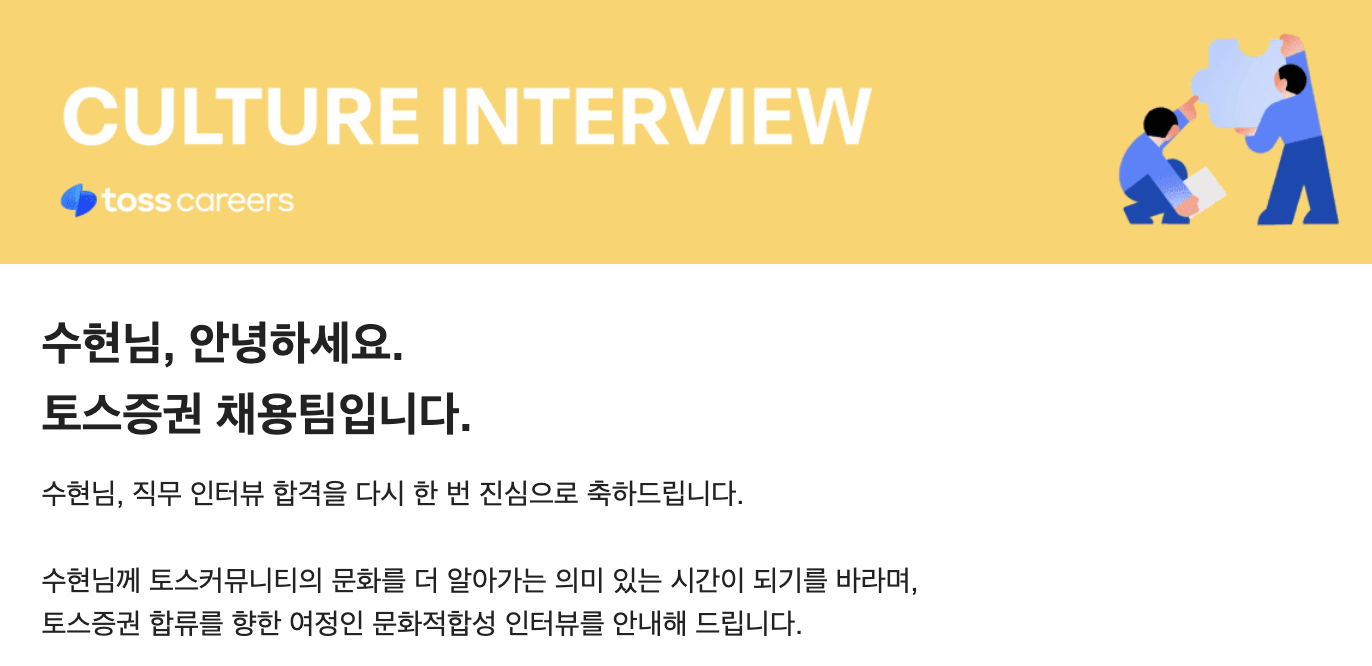 CULTURE INTERVIEW
toss careers
수현님, 안녕하세요.
토스증권 채용팀입니다.
수현님, 직무 인터뷰 합격을 다시 한 번 진심으로 축하드립니다.
수현님께 토스커뮤니티의 문화를 더 알아가는 의미 있는 시간이 되기를 바라며,
토스증권 합류를 향한 여정인 문화적합성 인터뷰를 안내해 드립니다.